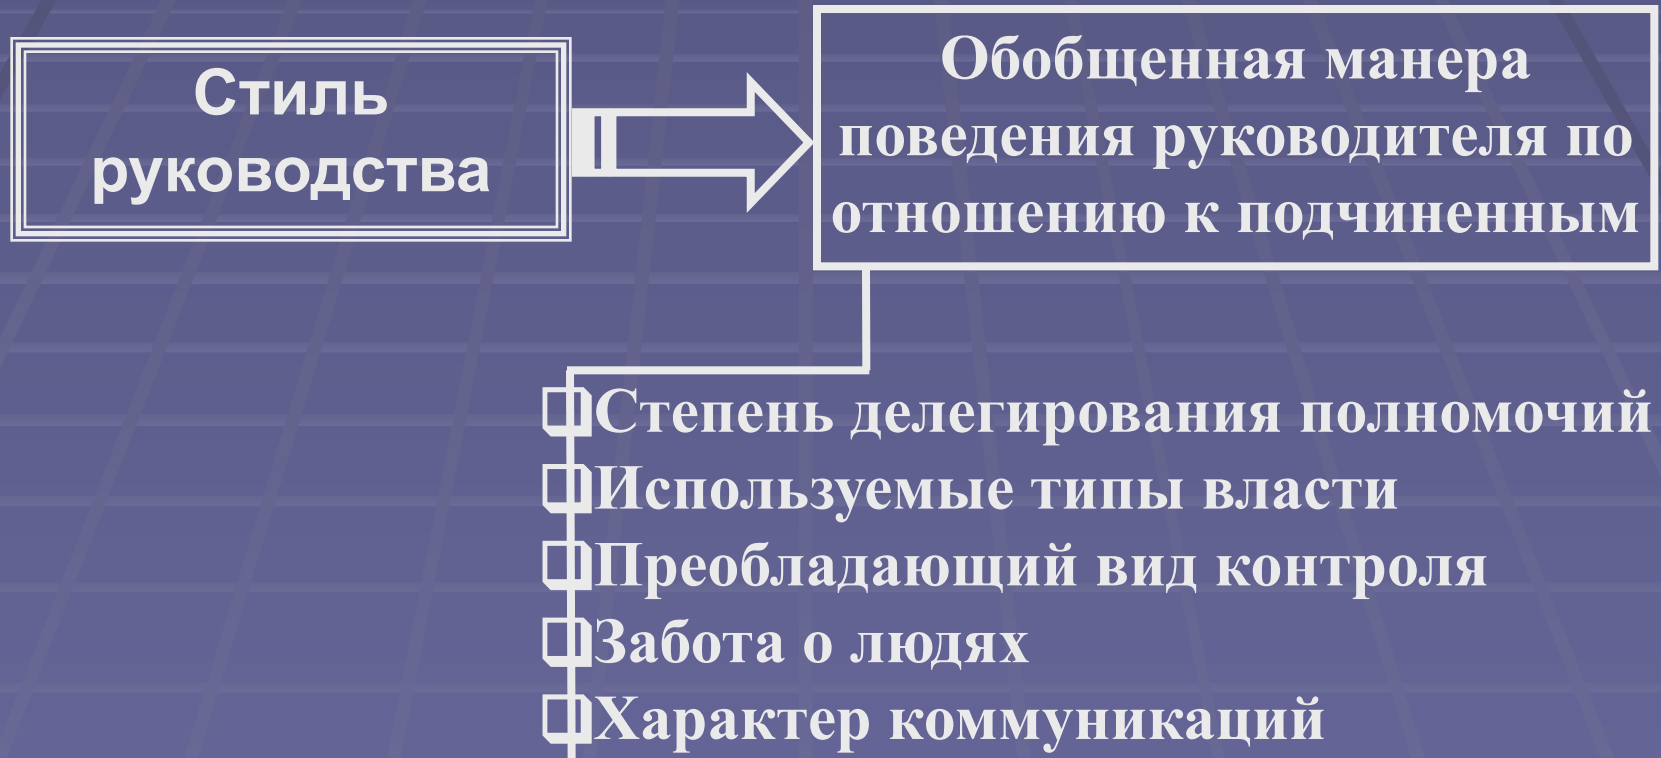 Стиль
руководства
Обобщенная манера
поведения руководителя по
отношению к подчиненным
Степень делегирования полномочий
Используемые типы власти
Преобладающий вид контроля
Забота о людях
Характер коммуникаций